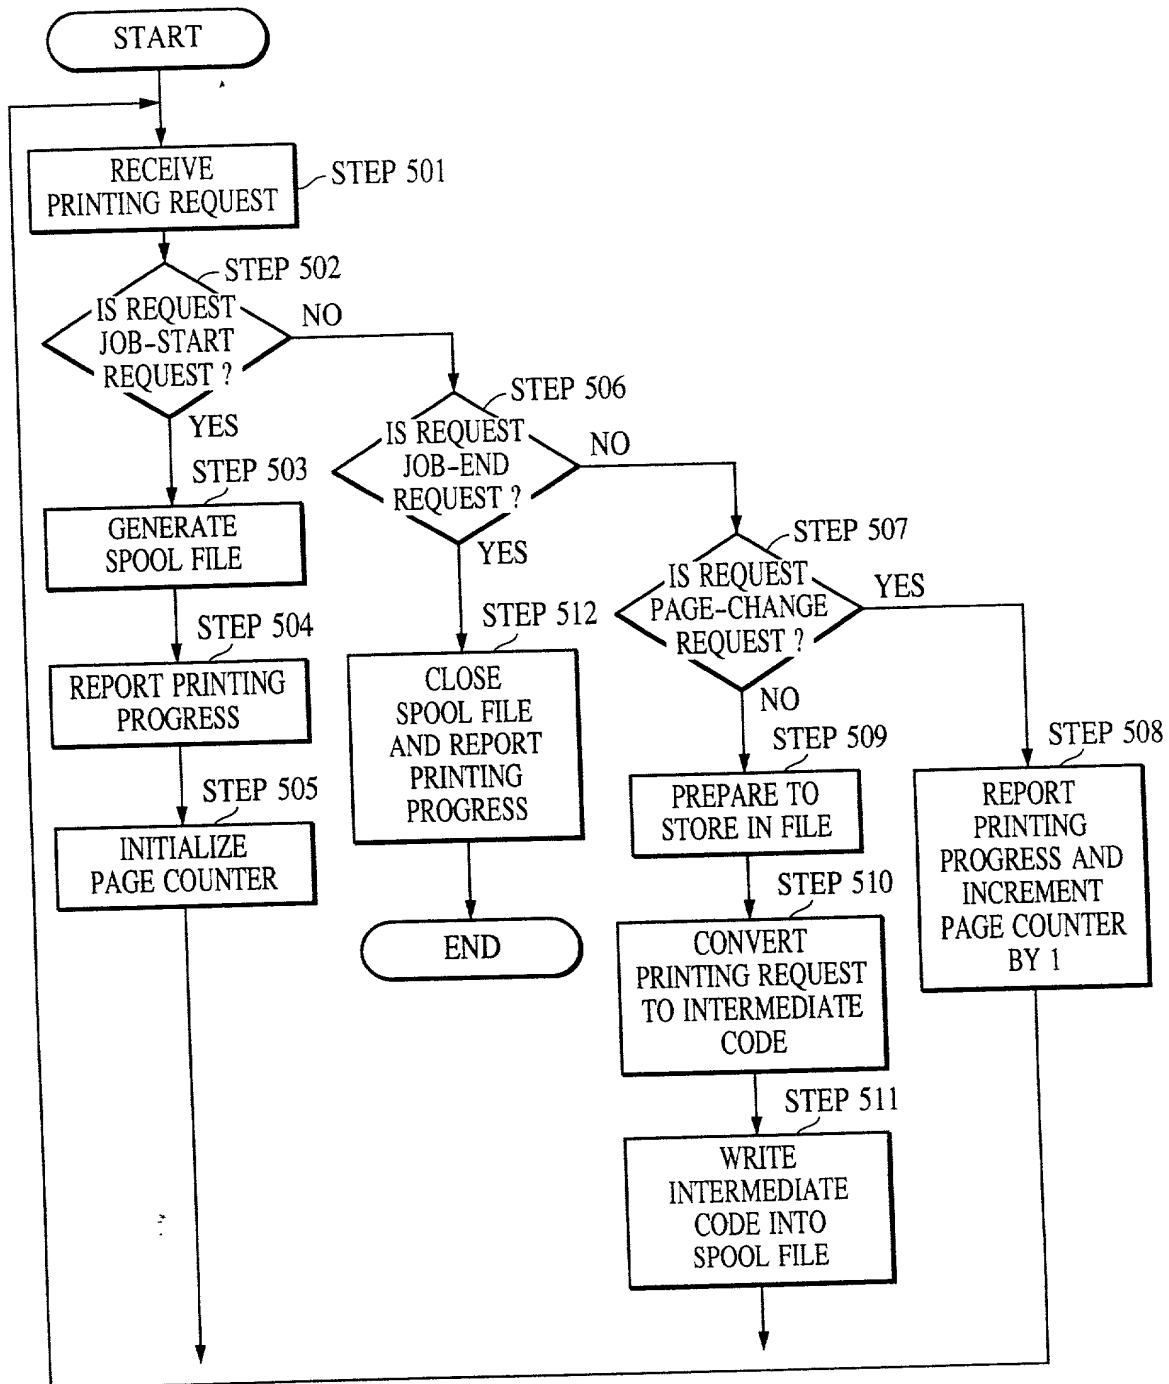 START
RECEIVE
PRINTING REQUEST
STEP 501
STEP 502
IS REQUEST
JOB-START
REQUEST ?
NO
YES
STEP 503
GENERATE
SPOOL FILE
STEP 504
REPORT PRINTING
PROGRESS
STEP 505
INITIALIZE
PAGE COUNTER
STEP 506
IS REQUEST
JOB-END
REQUEST ?
NO
YES
STEP 512
CLOSE
SPOOL FILE
AND REPORT
PRINTING
PROGRESS
END
STEP 507
IS REQUEST
PAGE-CHANGE
REQUEST ?
YES
NO
STEP 509
PREPARE TO
STORE IN FILE
STEP 510
CONVERT
PRINTING REQUEST
TO INTERMEDIATE
CODE
STEP 511
WRITE
INTERMEDIATE
CODE INTO
SPOOL FILE
STEP 508
REPORT
PRINTING
PROGRESS AND
INCREMENT
PAGE COUNTER
BY 1